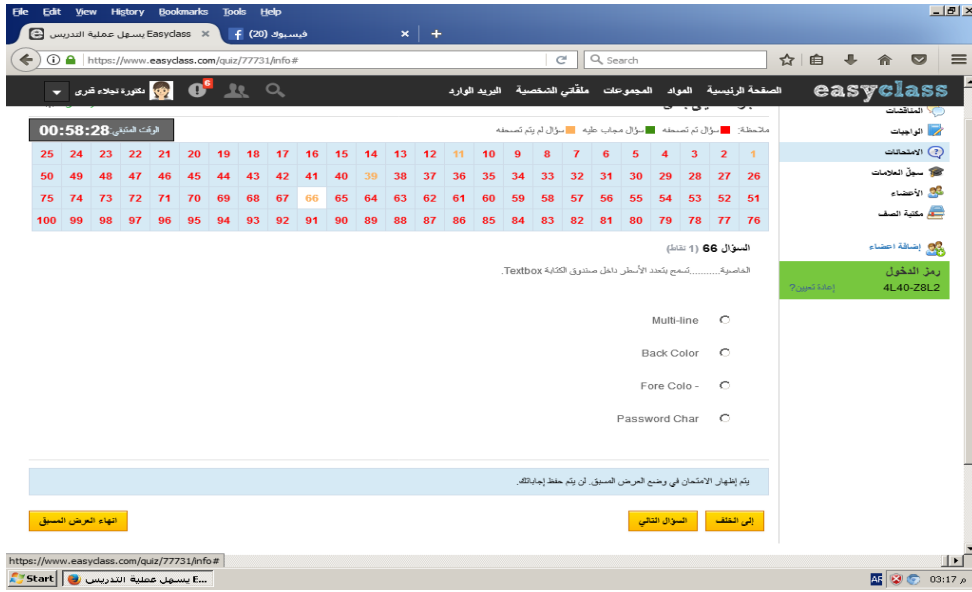 File Edit View History Bookmarks Tools Help
Easyclass يسهل عملية التدريس
فيسبوك (20)
https://www.easyclass.com/quiz/77731/info#
Search
easyclass
الصفحة الرئيسية المواد المجموعات ملفّاتي الشخصية البريد الوارد
6
دكتورة نجلاء قدرى
المناقشات
الواجبات
الامتحانات
سجلّ العلامات
الأعضاء
مكتبة الصف
إضافة اعضاء
رمز الدخول
4L40-Z8L2
إعادة تعيين؟
ملاحظة: سؤال تم تصفحه سؤال مجاب عليه سؤال لم يتم تصفحه
الوقت المتبقي: 00:58:28
25 24 23 22 21 20 19 18 17 16 15 14 13 12 11 10 9 8 7 6 5 4 3 2 1
50 49 48 47 46 45 44 43 42 41 40 39 38 37 36 35 34 33 32 31 30 29 28 27 26
75 74 73 72 71 70 69 68 67 66 65 64 63 62 61 60 59 58 57 56 55 54 53 52 51
100 99 98 97 96 95 94 93 92 91 90 89 88 87 86 85 84 83 82 81 80 79 78 77 76
السؤال 66 (1 نقاط)
الخاصية..........تسمح بتعدد الأسطر داخل صندوق الكتابة Textbox.
Multi-line
Back Color
Fore Colo -
Password Char
يتم إظهار الامتحان في وضع العرض المسبق. لن يتم حفظ إجاباتك.
إلى الخلف
السؤال التالي
انهاء العرض المسبق
https://www.easyclass.com/quiz/77731/info#
Start
يسهل عملية التدريس E...
AR
03:17 م